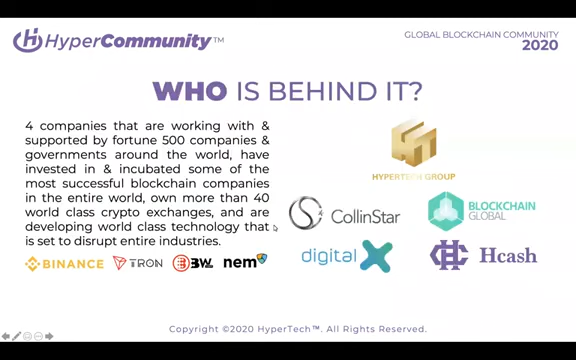 HyperCommunity™
GLOBAL BLOCKCHAIN COMMUNITY
2020
WHO IS BEHIND IT?
4 companies that are working with &
supported by fortune 500 companies &
governments around the world, have
invested in & incubated some of the
most successful blockchain companies
in the entire world, own more than 40
world class crypto exchanges, and are
developing world class technology that
is set to disrupt entire industries.
BINANCE TRON BW nem
HYPERTECH GROUP
CollinStar
BLOCKCHAIN
GLOBAL
digital X
Hcash
Copyright ©2020 HyperTech™. All Rights Reserved.